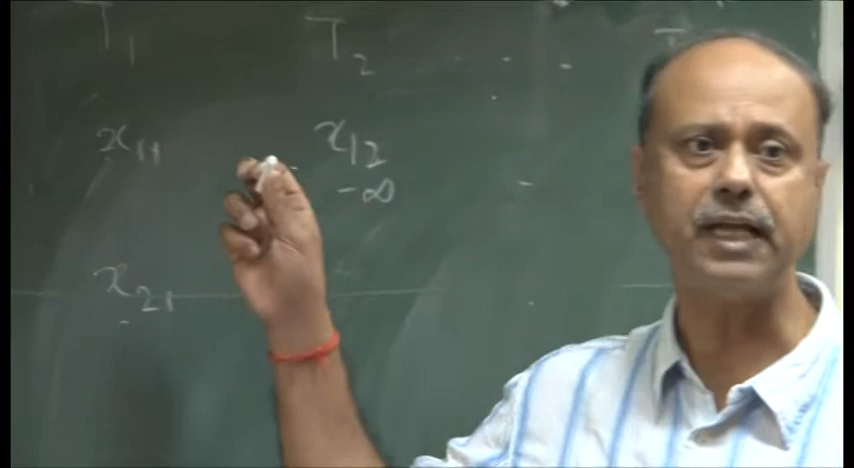 T₁ T₂ T
x₁₁ x₁₂
-∞
x₂₁